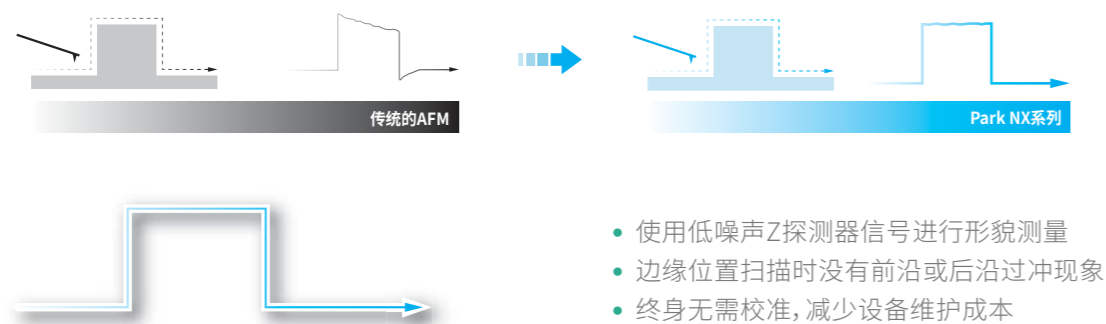 传统的AFM
Park NX系列
使用低噪声Z探测器信号进行形貌测量
边缘位置扫描时没有前沿或后沿过冲现象
终身无需校准，减少设备维护成本